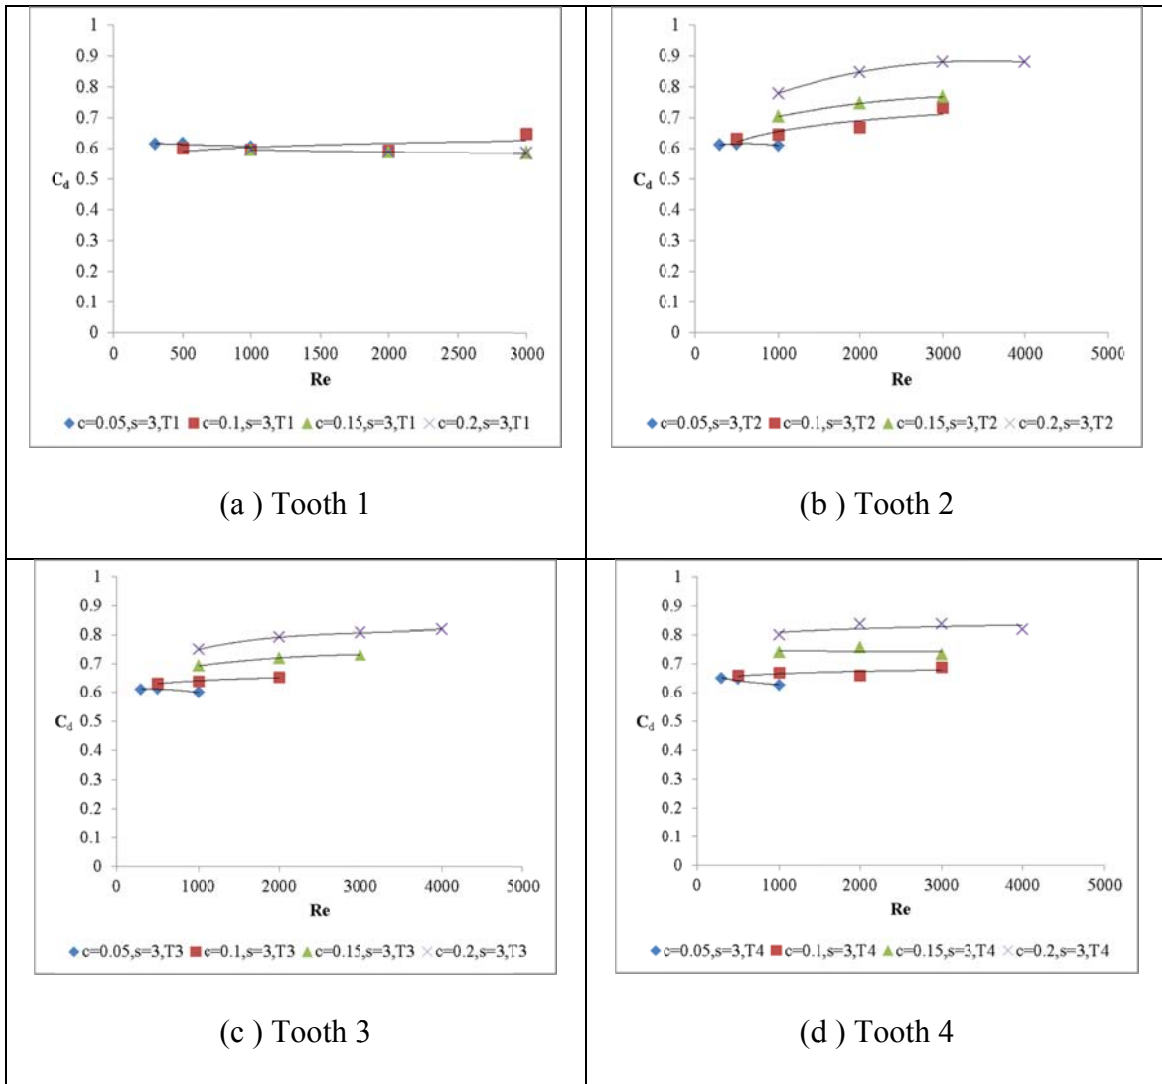 1
0.9
0.8
0.7
0.6
Cd 0.5
0.4
0.3
0.2
0.1
0
0 500 1000 1500 2000 2500 3000
Re
c=0.05,s=3,T1 c=0.1,s=3,T1 c=0.15,s=3,T1 c=0.2,s=3,T1
(a ) Tooth 1
1
0.9
0.8
0.7
0.6
Cd 0.5
0.4
0.3
0.2
0.1
0
0 1000 2000 3000 4000 5000
Re
c=0.05,s=3,T2 c=0.1,s=3,T2 c=0.15,s=3,T2 c=0.2,s=3,T2
(b ) Tooth 2
1
0.9
0.8
0.7
0.6
Cd 0.5
0.4
0.3
0.2
0.1
0
0 1000 2000 3000 4000 5000
Re
c=0.05,s=3,T3 c=0.1,s=3,T3 c=0.15,s=3,T3 c=0.2,s=3,T3
(c ) Tooth 3
1
0.9
0.8
0.7
0.6
Cd 0.5
0.4
0.3
0.2
0.1
0
0 1000 2000 3000 4000 5000
Re
c=0.05,s=3,T4 c=0.1,s=3,T4 c=0.15,s=3,T4 c=0.2,s=3,T4
(d ) Tooth 4